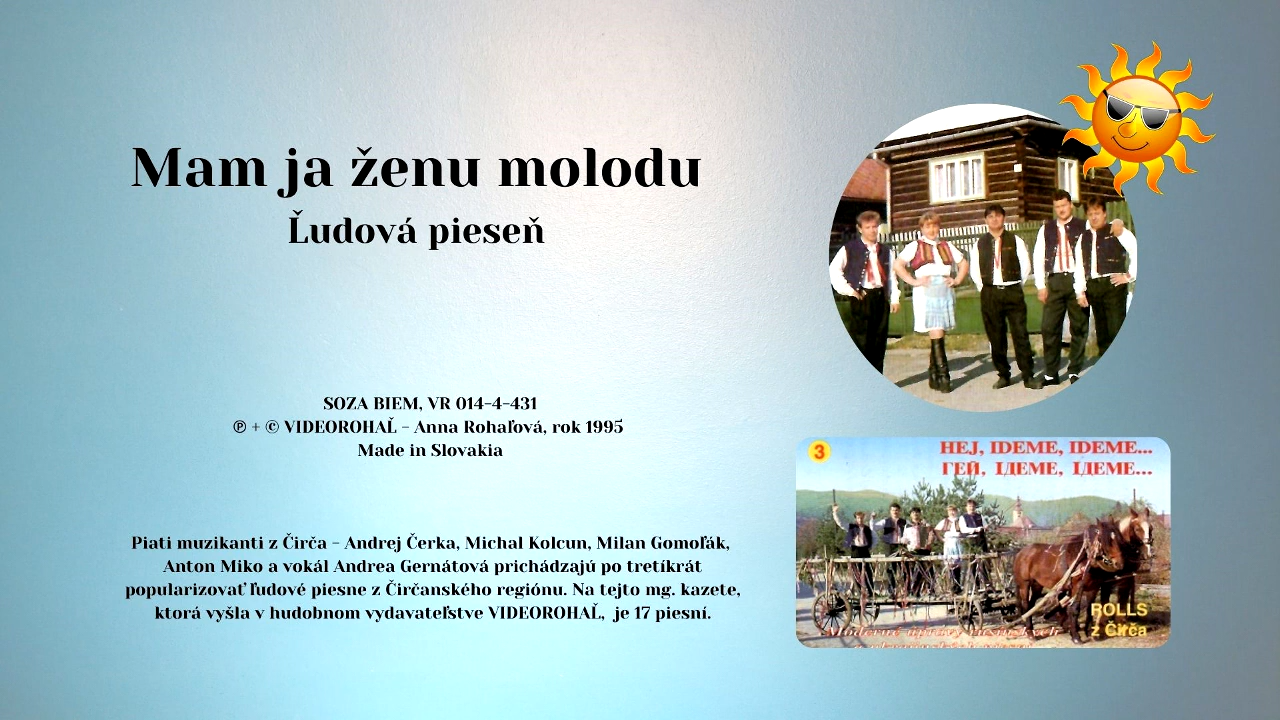 Mam ja ženu molodu
Ľudová pieseň
SOZA BIEM, VR 014-4-431
℗ + © VIDEOROHAĽ - Anna Rohaľová, rok 1995
Made in Slovakia
Piati muzikanti z Čirča - Andrej Čerka, Michal Kolcun, Milan Gomoľák,
Anton Miko a vokál Andrea Gernátová prichádzajú po tretíkrát
popularizovať ľudové piesne z Čirčanského regiónu. Na tejto mg. kazete,
ktorá vyšla v hudobnom vydavateľstve VIDEOROHAĽ, je 17 piesní.
3
HEJ, IDEME, IDEME...
ГЕЙ, ІДЕМЕ, ІДЕМЕ...
ROLLS
z Čirča
Moderné úpravy